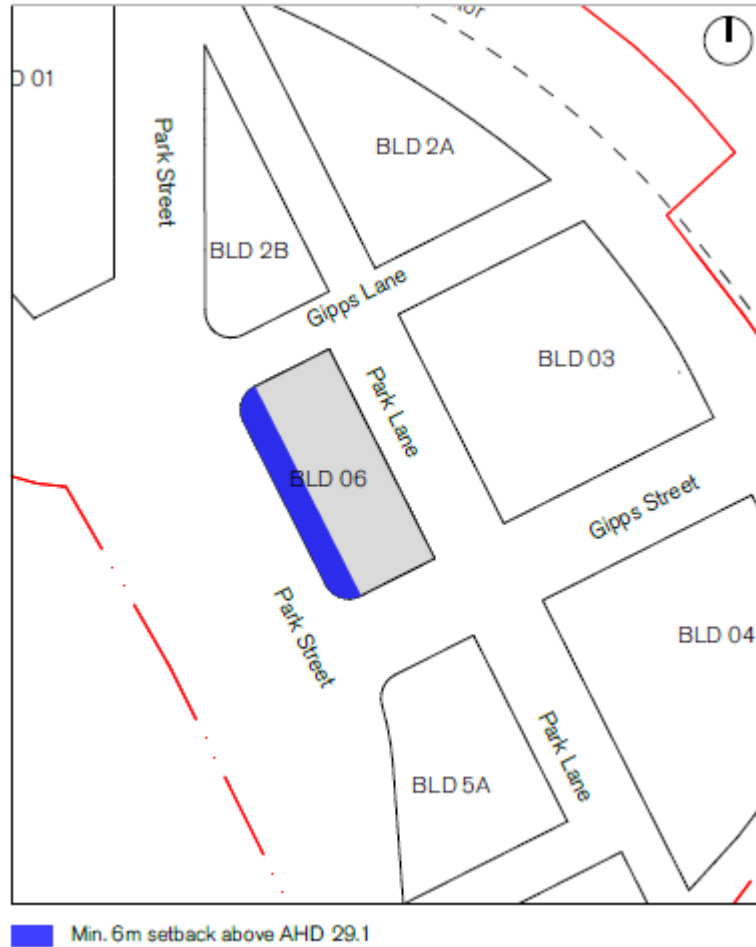 D 01
Park Street
BLD 2A
BLD 2B
Gipps Lane
BLD 03
Park Lane
BLD 06
Gipps Street
Park Street
BLD 04
Park Lane
BLD 5A
Min. 6m setback above AHD 29.1